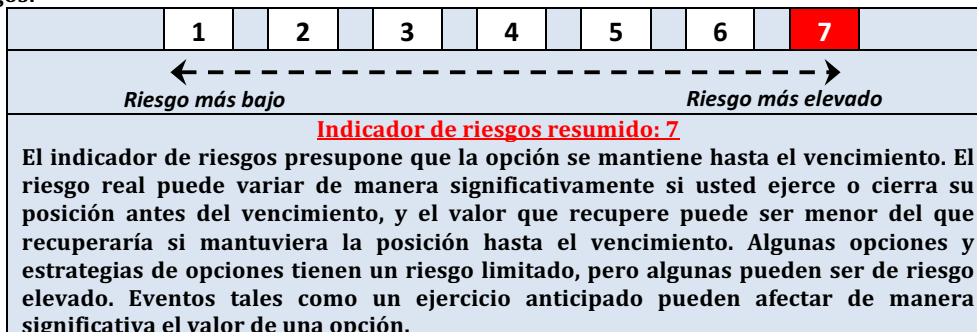 gos.
1 2 3 4 5 6 7
Riesgo más bajo Riesgo más elevado
Indicador de riesgos resumido: 7
El indicador de riesgos presupone que la opción se mantiene hasta el vencimiento. El
riesgo real puede variar de manera significativamente si usted ejerce o cierra su
posición antes del vencimiento, y el valor que recupere puede ser menor del que
recuperaría si mantuviera la posición hasta el vencimiento. Algunas opciones y
estrategias de opciones tienen un riesgo limitado, pero algunas pueden ser de riesgo
elevado. Eventos tales como un ejercicio anticipado pueden afectar de manera
significativa el valor de una opción.